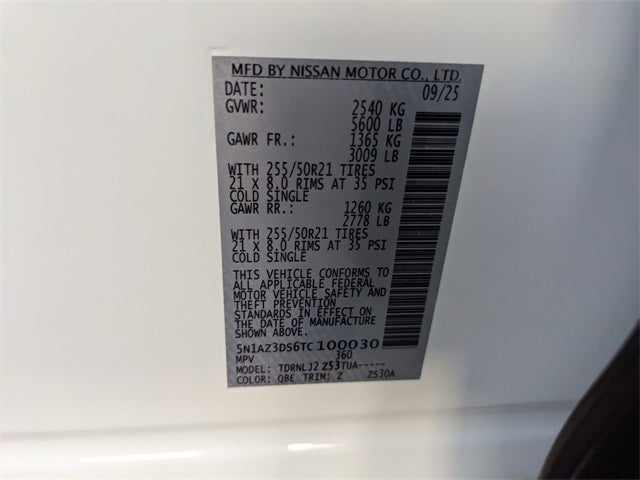 MFD BY NISSAN MOTOR CO., LTD.
DATE: 09/25
GVWR: 2540 KG
5600 LB
GAWR FR.: 1365 KG
3009 LB
WITH 255/50R21 TIRES
21 X 8.0 RIMS AT 35 PSI
COLD SINGLE
GAWR RR.: 1260 KG
2778 LB
WITH 255/50R21 TIRES
21 X 8.0 RIMS AT 35 PSI
COLD SINGLE
THIS VEHICLE CONFORMS TO
ALL APPLICABLE FEDERAL
MOTOR VEHICLE SAFETY AND
THEFT PREVENTION
STANDARDS IN EFFECT ON
THE DATE OF MANUFACTURE
SHOWN ABOVE.
5N1AZ3DS6TC100030
MPV 360
MODEL: TDRNLJ2 Z53TUA-----
COLOR: QBE TRIM: Z ZS30A